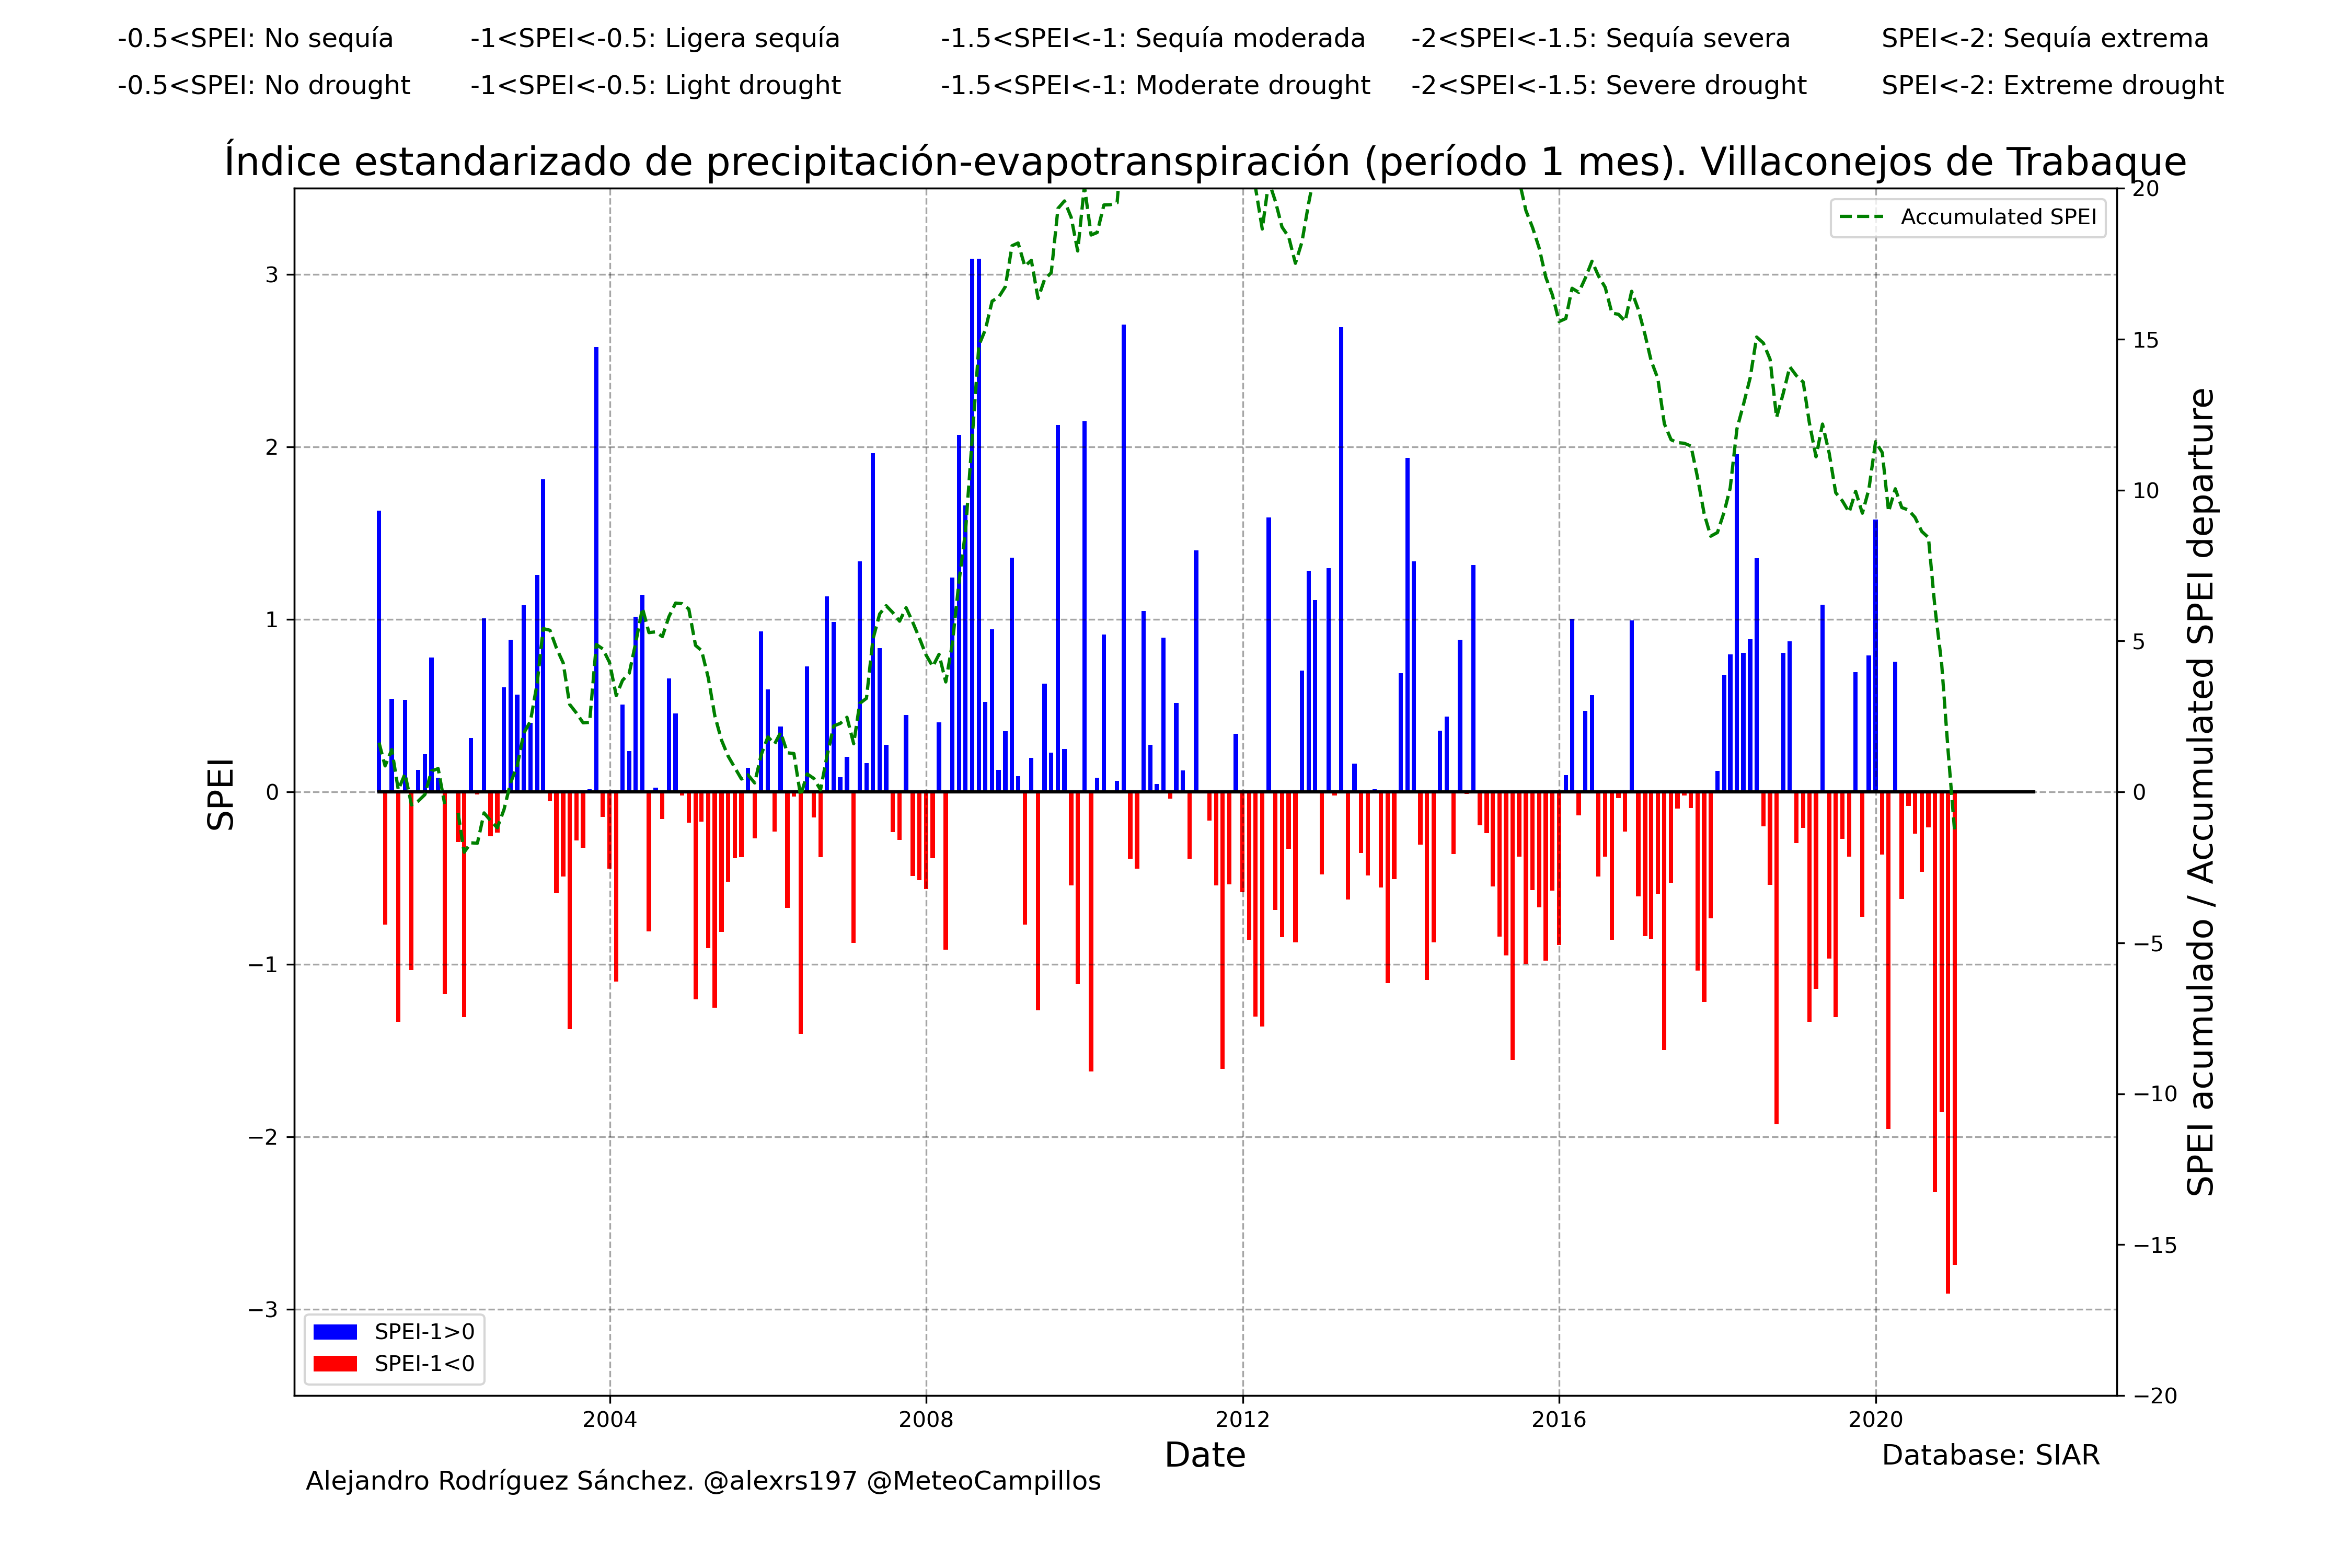 -0.5<SPEI: No sequía -1<SPEI<-0.5: Ligera sequía -1.5<SPEI<-1: Sequía moderada -2<SPEI<-1.5: Sequía severa SPEI<-2: Sequía extrema
-0.5<SPEI: No drought -1<SPEI<-0.5: Light drought -1.5<SPEI<-1: Moderate drought -2<SPEI<-1.5: Severe drought SPEI<-2: Extreme drought
Índice estandarizado de precipitación-evapotranspiración (período 1 mes). Villaconejos de Trabaque
Accumulated SPEI
SPEI
3
2
1
0
−1
−2
−3
20
15
10
5
0
−5
−10
−15
−20
SPEI acumulado / Accumulated SPEI departure
SPEI-1>0
SPEI-1<0
2004 2008 2012 2016 2020
Date
Database: SIAR
Alejandro Rodríguez Sánchez. @alexrs197 @MeteoCampillos